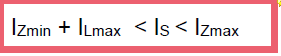 IZmin + ILmax < IS < IZmax